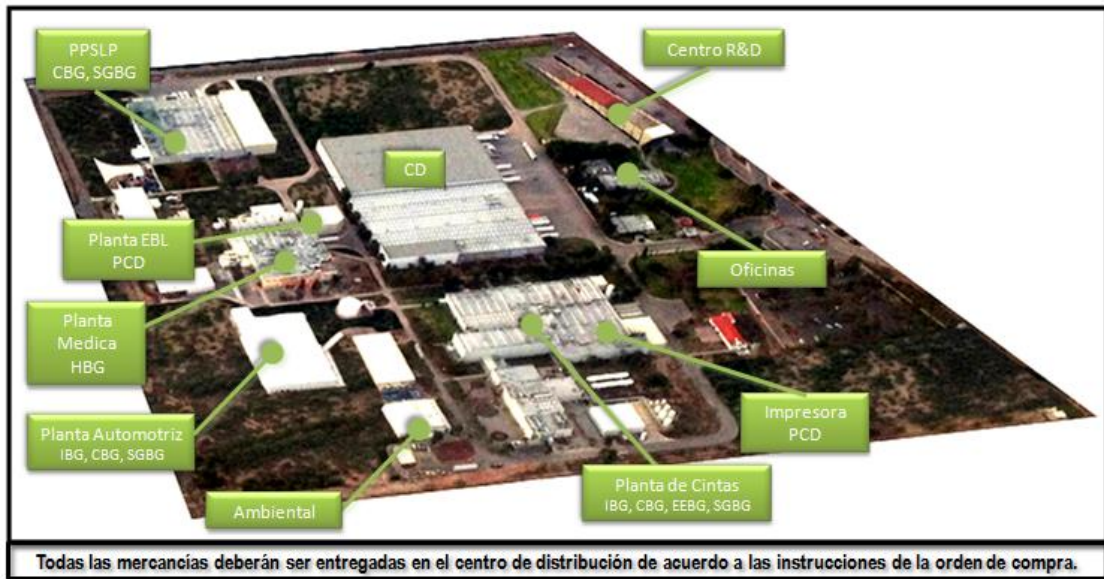 PPSLP
CBG, SGBG
Centro R&D
CD
Planta EBL
PCD
Oficinas
Planta
Medica
HBG
Impresora
PCD
Planta Automotriz
IBG, CBG, SGBG
Planta de Cintas
IBG, CBG, EEBG, SGBG
Ambiental
Todas las mercancías deberán ser entregadas en el centro de distribución de acuerdo a las instrucciones de la orden de compra.